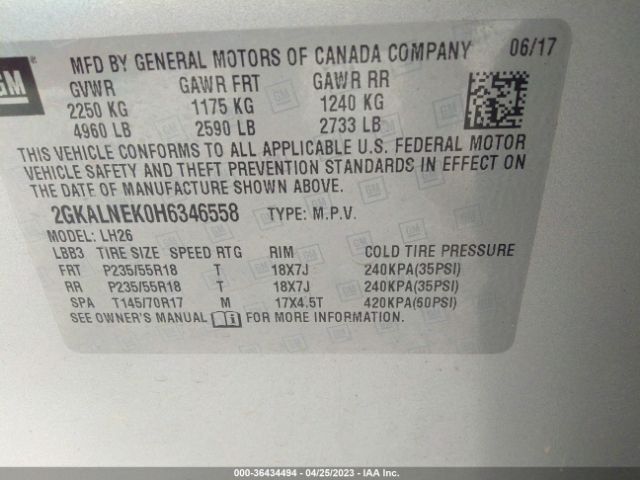 GM
MFD BY GENERAL MOTORS OF CANADA COMPANY 06/17
GVWR GAWR FRT GAWR RR
2250 KG 1175 KG 1240 KG
4960 LB 2590 LB 2733 LB
THIS VEHICLE CONFORMS TO ALL APPLICABLE U.S. FEDERAL MOTOR
VEHICLE SAFETY AND THEFT PREVENTION STANDARDS IN EFFECT ON
THE DATE OF MANUFACTURE SHOWN ABOVE.
2GKALNEK0H6346558 TYPE: M.P.V.
MODEL: LH26
LBB3 TIRE SIZE SPEED RTG RIM COLD TIRE PRESSURE
FRT P235/55R18 T 18X7J 240KPA(35PSI)
RR P235/55R18 T 18X7J 240KPA(35PSI)
SPA T145/70R17 M 17X4.5T 420KPA(60PSI)
SEE OWNER'S MANUAL FOR MORE INFORMATION.
000-36434494 - 04/25/2023 - IAA Inc.